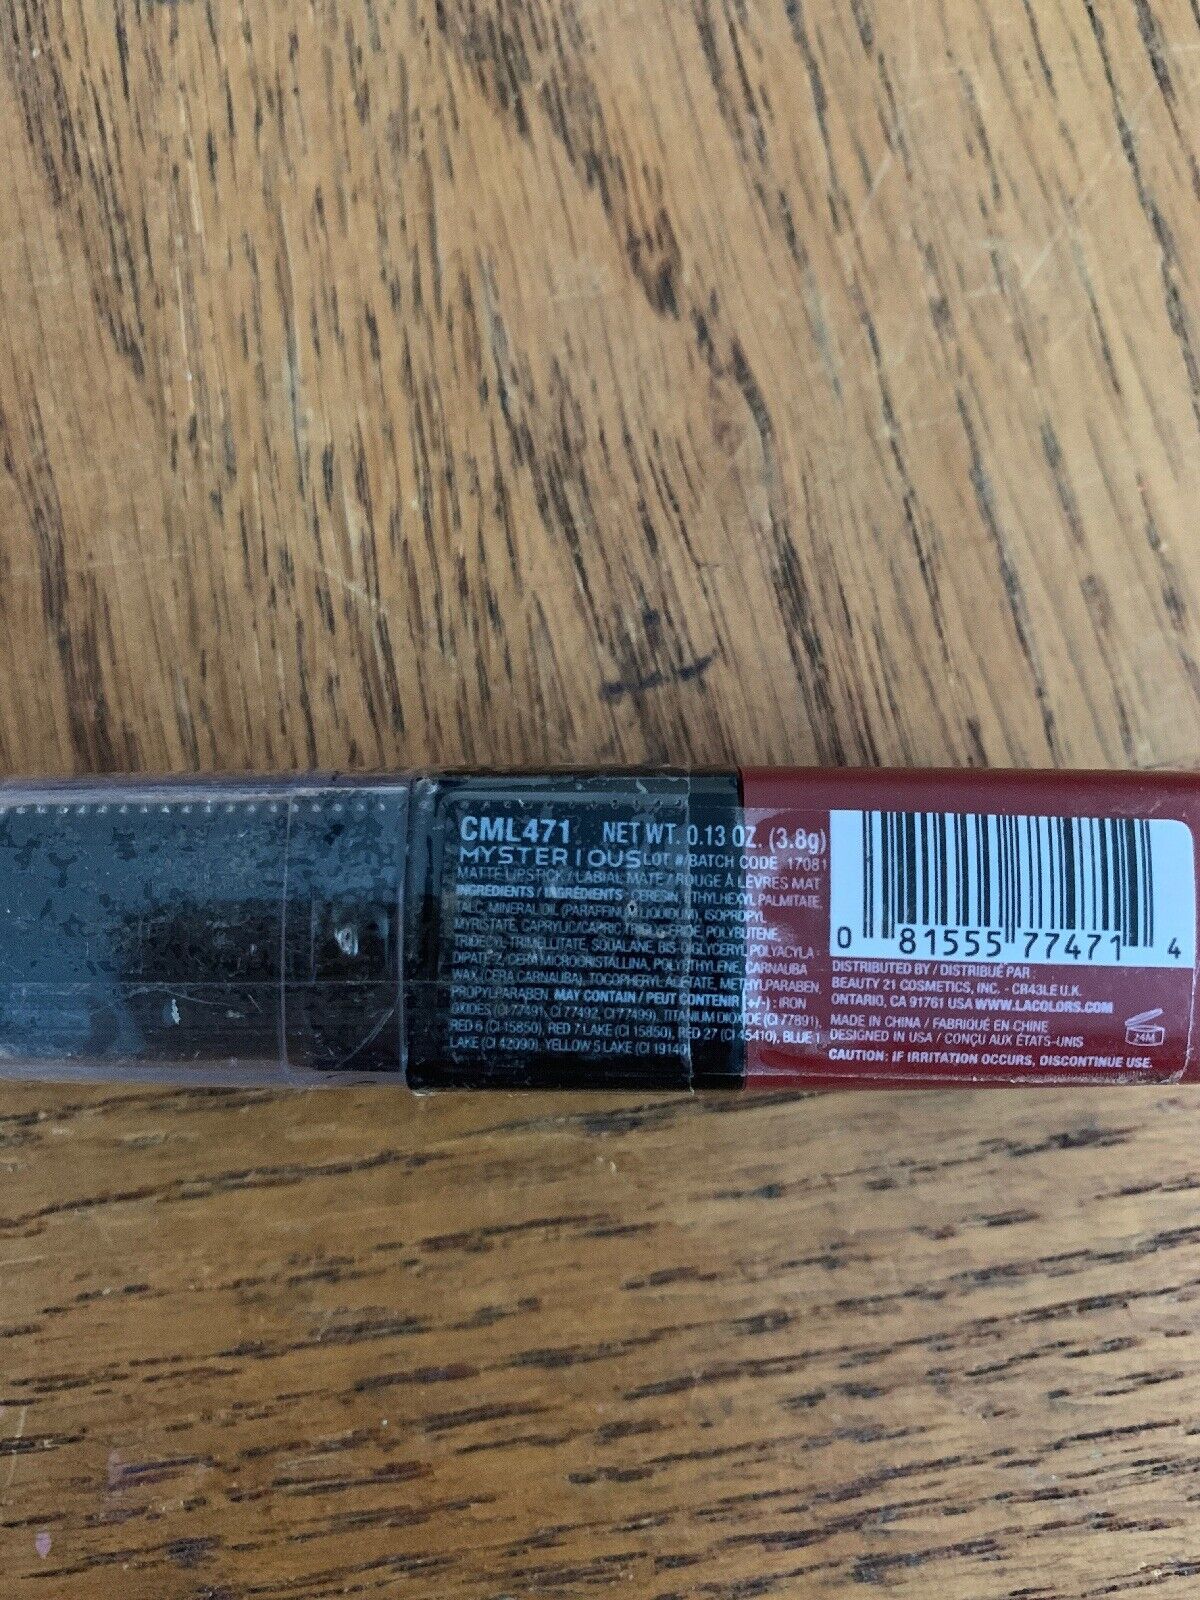 CML471 NET WT. 0.13 OZ. (3.8g)
MYSTERIOUS LOT #/BATCH CODE 17081
MATTE LIPSTICK / LABIAL MATE / ROUGE À LEVRES MAT
INGREDIENTS / INGRÉDIENTS : CERESIN, ETHYLHEXYL PALMITATE,
TALC, MINERAL OIL (PARAFFINUM LIQUIDUM), ISOPROPYL
MYRISTATE, CAPRYLIC/CAPRIC TRIGLYCERIDE, POLYBUTENE,
TRIDECYL TRIMELLITATE, SQUALANE, BIS-DIGLYCERYL POLYACYLA-
DIPATE-2, CERA MICROCRISTALLINA, POLYETHYLENE, CARNAUBA
WAX (CERA CARNAUBA), TOCOPHERYL ACETATE, METHYLPARABEN,
PROPYLPARABEN. MAY CONTAIN / PEUT CONTENIR (+/-) : IRON
OXIDES (CI 77491, CI 77492, CI 77499), TITANIUM DIOXIDE (CI 77891),
RED 6 (CI 15850), RED 7 LAKE (CI 15850), RED 27 (CI 45410), BLUE 1
LAKE (CI 42090), YELLOW 5 LAKE (CI 19140)
0 81555 77471 4
DISTRIBUTED BY / DISTRIBUÉ PAR :
BEAUTY 21 COSMETICS, INC. - CR43LE U.K.
ONTARIO, CA 91761 USA WWW.LACOLORS.COM
MADE IN CHINA / FABRIQUÉ EN CHINE
DESIGNED IN USA / CONÇU AUX ÉTATS-UNIS
24M
CAUTION: IF IRRITATION OCCURS, DISCONTINUE USE.